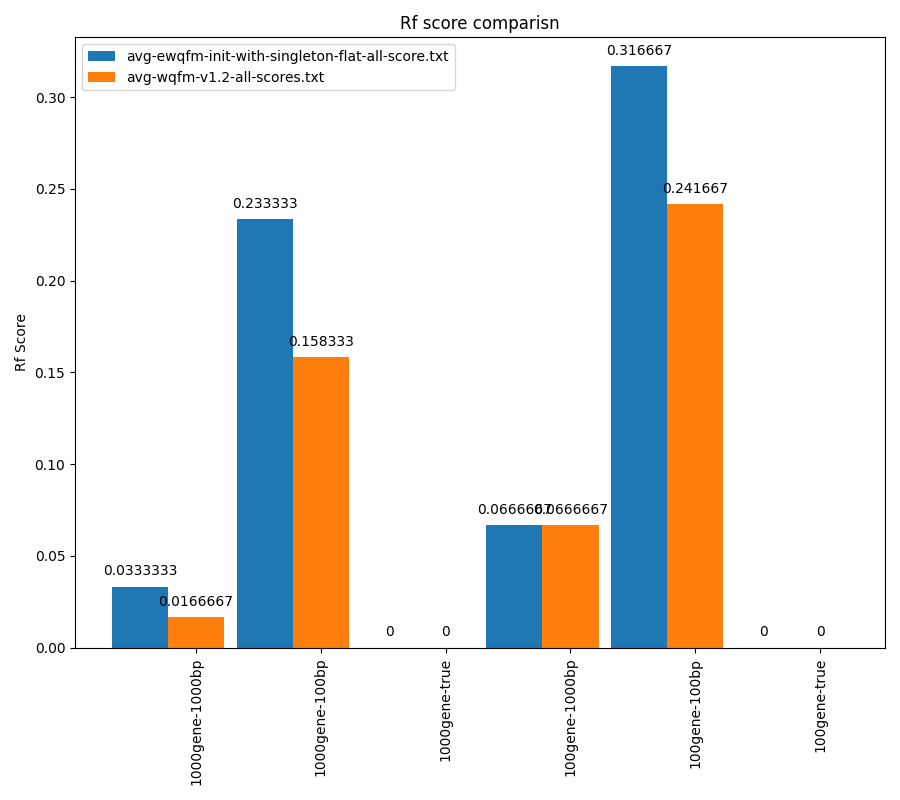 Rf score comparisn
avg-ewqfm-init-with-singleton-flat-all-score.txt
avg-wqfm-v1.2-all-scores.txt
Rf Score
0.30
0.25
0.20
0.15
0.10
0.05
0.00
0.0333333
0.0166667
0.233333
0.158333
0
0
0.0666667
0.0666667
0.316667
0.241667
0
0
1000gene-1000bp
1000gene-100bp
1000gene-true
100gene-1000bp
100gene-100bp
100gene-true